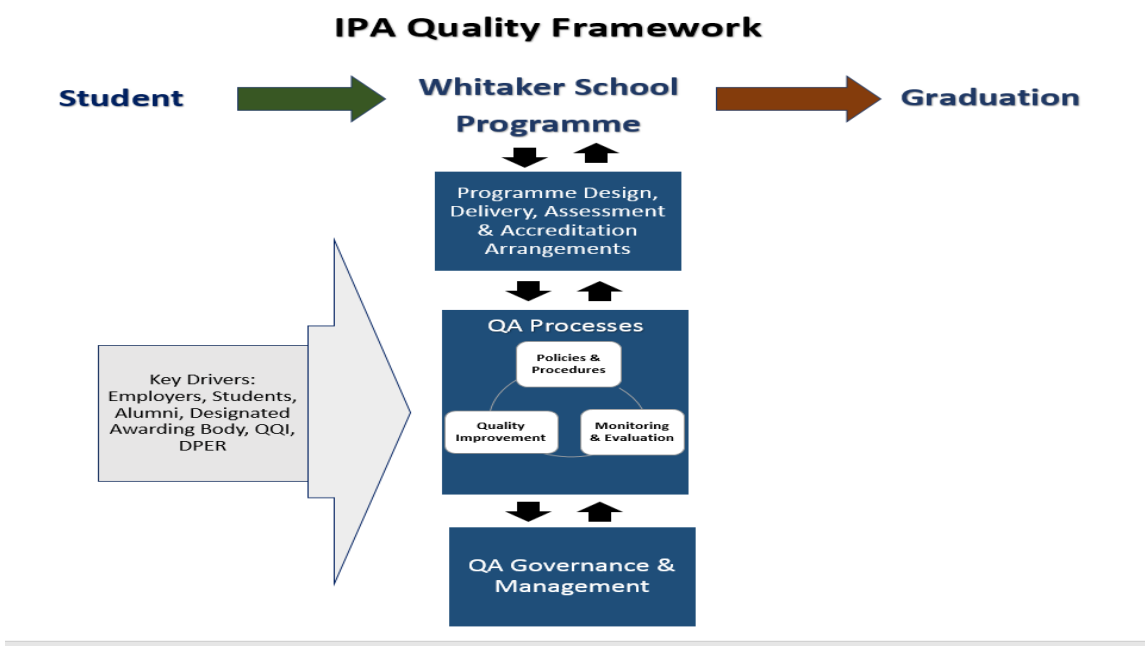 IPA Quality Framework
Student
Whitaker School
Programme
Graduation
Programme Design,
Delivery, Assessment
& Accreditation
Arrangements
QA Processes
Policies &
Procedures
Quality
Improvement
Monitoring
& Evaluation
Key Drivers:
Employers, Students,
Alumni, Designated
Awarding Body, QQI,
DPER
QA Governance &
Management